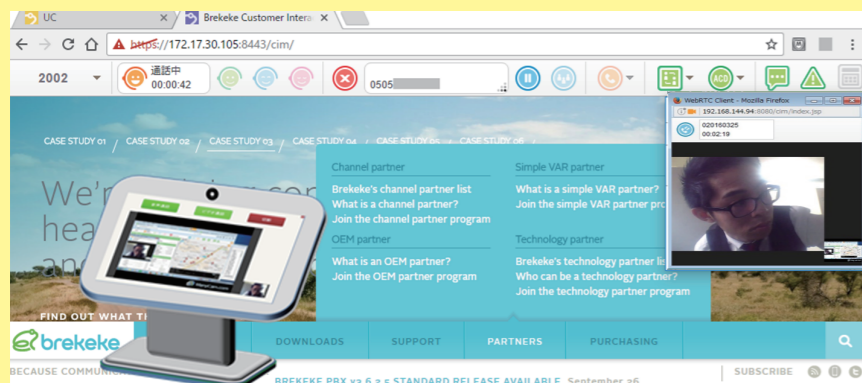 UC
Brekeke Customer Intera
https://172.17.30.105:8443/cim/
2002
通話中
00:00:42
0505
ACD
WebRTC Client - Mozilla Firefox
192.168.144.94:8080/cim/index.jsp
020160325
00:02:19
CASE STUDY 01 / CASE STUDY 02 / CASE STUDY 03 / CASE STUDY 04 / CASE STUDY 05 / CASE STUDY 06 /
Channel partner
Brekeke's channel partner list
What is a channel partner?
Join the channel partner program
Simple VAR partner
What is a simple VAR partner?
Join the simple VAR partner pro
OEM partner
What is an OEM partner?
Join the OEM partner program
Technology partner
Brekeke's technology partner lis
Who can be a technology partner?
Join the technology partner program
We'r
hea
an
FIND OUT WHAT TH
brekeke
DOWNLOADS
SUPPORT
PARTNERS
PURCHASING
BECAUSE COMMUN
BREKEKE PBX v3.6.3.5 STANDARD RELEASE AVAILABLE September 26
SUBSCRIBE